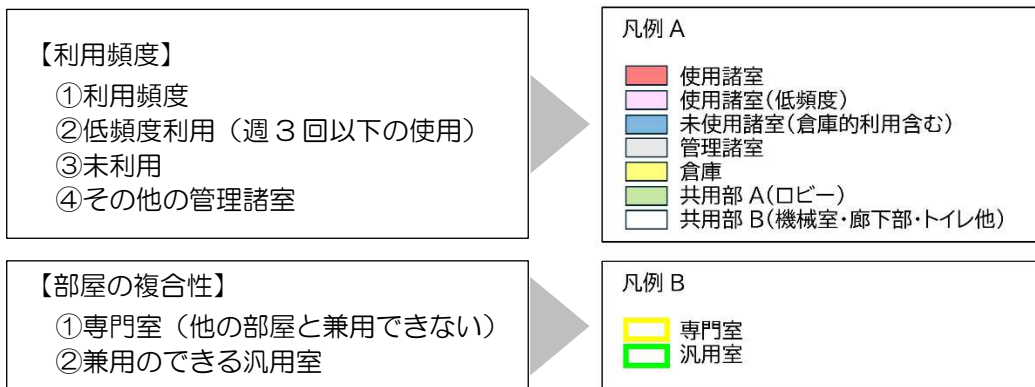 【利用頻度】
①利用頻度
②低頻度利用（週３回以下の使用）
③未利用
④その他の管理諸室
凡例 A
使用諸室
使用諸室(低頻度)
未使用諸室(倉庫的利用含む)
管理諸室
倉庫
共用部 A(ロビー)
共用部 B(機械室・廊下部・トイレ他)
【部屋の複合性】
①専門室（他の部屋と兼用できない）
②兼用のできる汎用室
凡例 B
専門室
汎用室